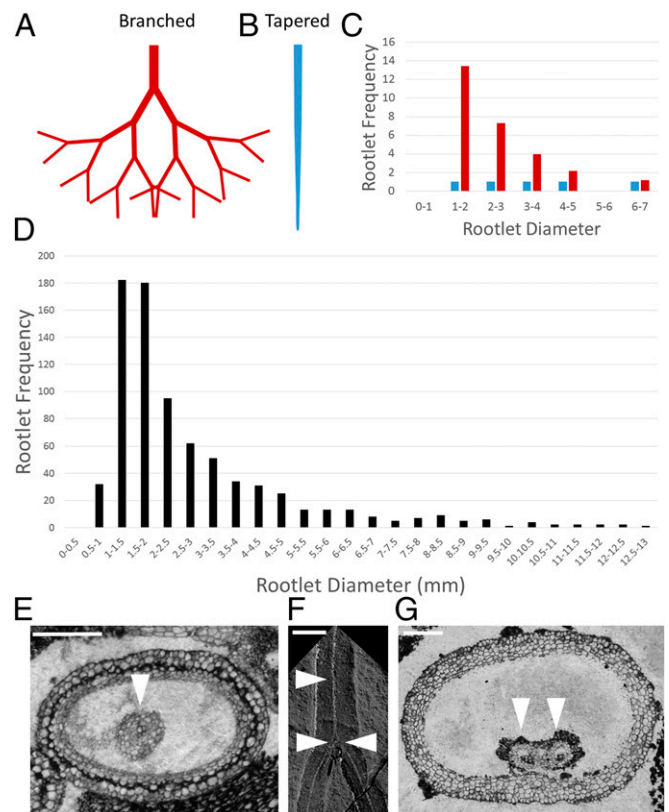 A
Branched
B
Tapered
C
Rootlet Frequency
16
14
12
10
8
6
4
2
0
0-1 1-2 2-3 3-4 4-5 5-6 6-7
Rootlet Diameter
D
Rootlet Frequency
200
180
160
140
120
100
80
60
40
20
0
0-0.5 0.5-1 1-1.5 1.5-2 2-2.5 2.5-3 3-3.5 3.5-4 4-4.5 4.5-5 5-5.5 5.5-6 6-6.5 6.5-7 7-7.5 7.5-8 8-8.5 8.5-9 9-9.5 9.5-10 10.10.5 10.5-11 11-11.5 11.5-12 12-12.5 12.5-13
Rootlet Diameter (mm)
E
F
G